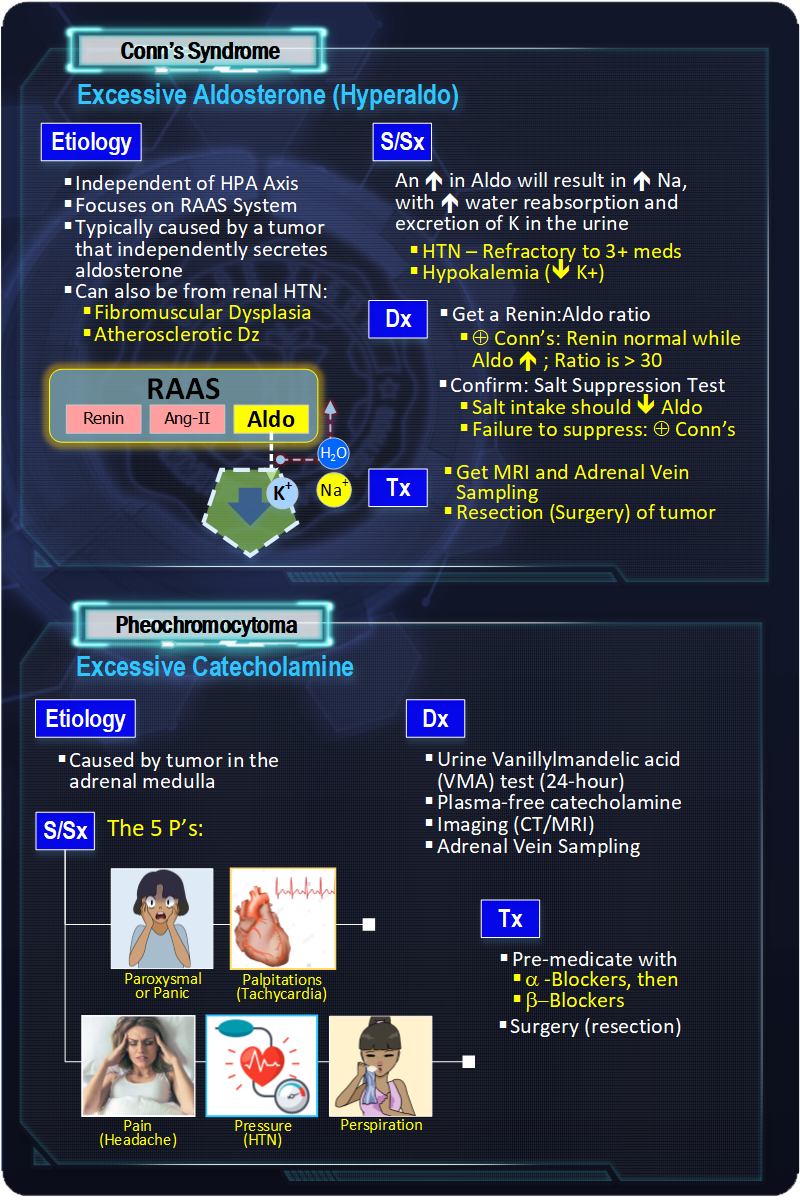 Conn's Syndrome
Excessive Aldosterone (Hyperaldo)
Etiology
▪Independent of HPA Axis
▪Focuses on RAAS System
▪Typically caused by a tumor
that independently secretes
aldosterone
▪Can also be from renal HTN:
▪Fibromuscular Dysplasia
▪Atherosclerotic Dz
RAAS
Renin
Ang-II
Aldo
H₂O
K⁺
Na⁺
S/Sx
An 🡹 in Aldo will result in 🡹 Na,
with 🡹 water reabsorption and
excretion of K in the urine
▪HTN – Refractory to 3+ meds
▪Hypokalemia (🡻 K+)
Dx
▪Get a Renin:Aldo ratio
▪⊕ Conn's: Renin normal while
Aldo 🡹 ; Ratio is > 30
▪Confirm: Salt Suppression Test
▪Salt intake should 🡻 Aldo
▪Failure to suppress: ⊕ Conn's
Tx
▪Get MRI and Adrenal Vein
Sampling
▪Resection (Surgery) of tumor
Pheochromocytoma
Excessive Catecholamine
Etiology
▪Caused by tumor in the
adrenal medulla
S/Sx
The 5 P's:
Paroxysmal
or Panic
Palpitations
(Tachycardia)
Pain
(Headache)
Pressure
(HTN)
Perspiration
Dx
▪Urine Vanillylmandelic acid
(VMA) test (24-hour)
▪Plasma-free catecholamine
▪Imaging (CT/MRI)
▪Adrenal Vein Sampling
Tx
▪Pre-medicate with
▪α -Blockers, then
▪β–Blockers
▪Surgery (resection)